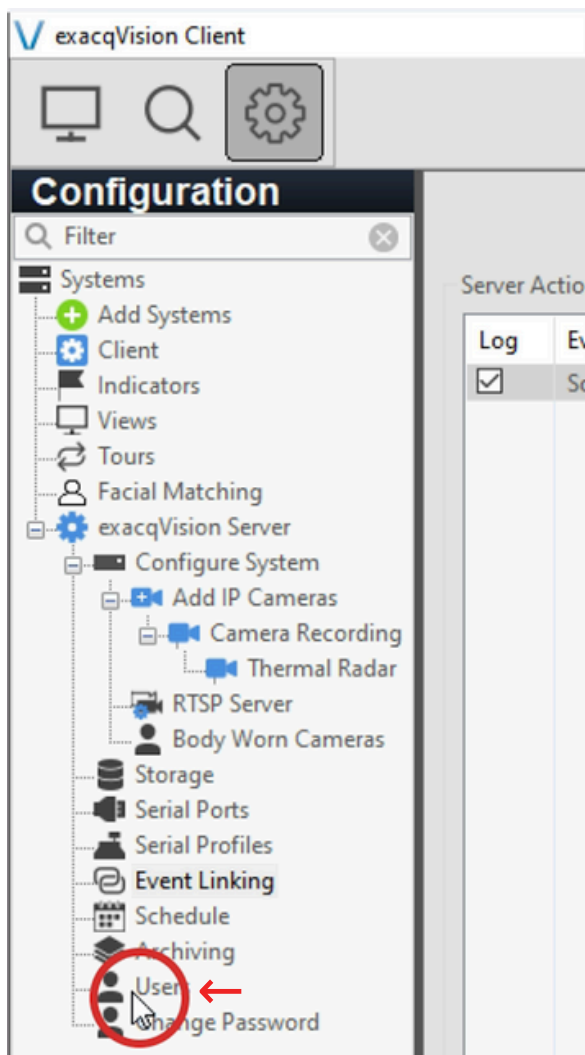 exacqVision Client
Configuration
Filter
Systems
Server Actio
Add Systems
Log Ev
Client
Indicators
Views
Tours
Facial Matching
exacqVision Server
Configure System
Add IP Cameras
Camera Recording
Thermal Radar
RTSP Server
Body Worn Cameras
Storage
Serial Ports
Serial Profiles
Event Linking
Schedule
Archiving
Users
Change Password